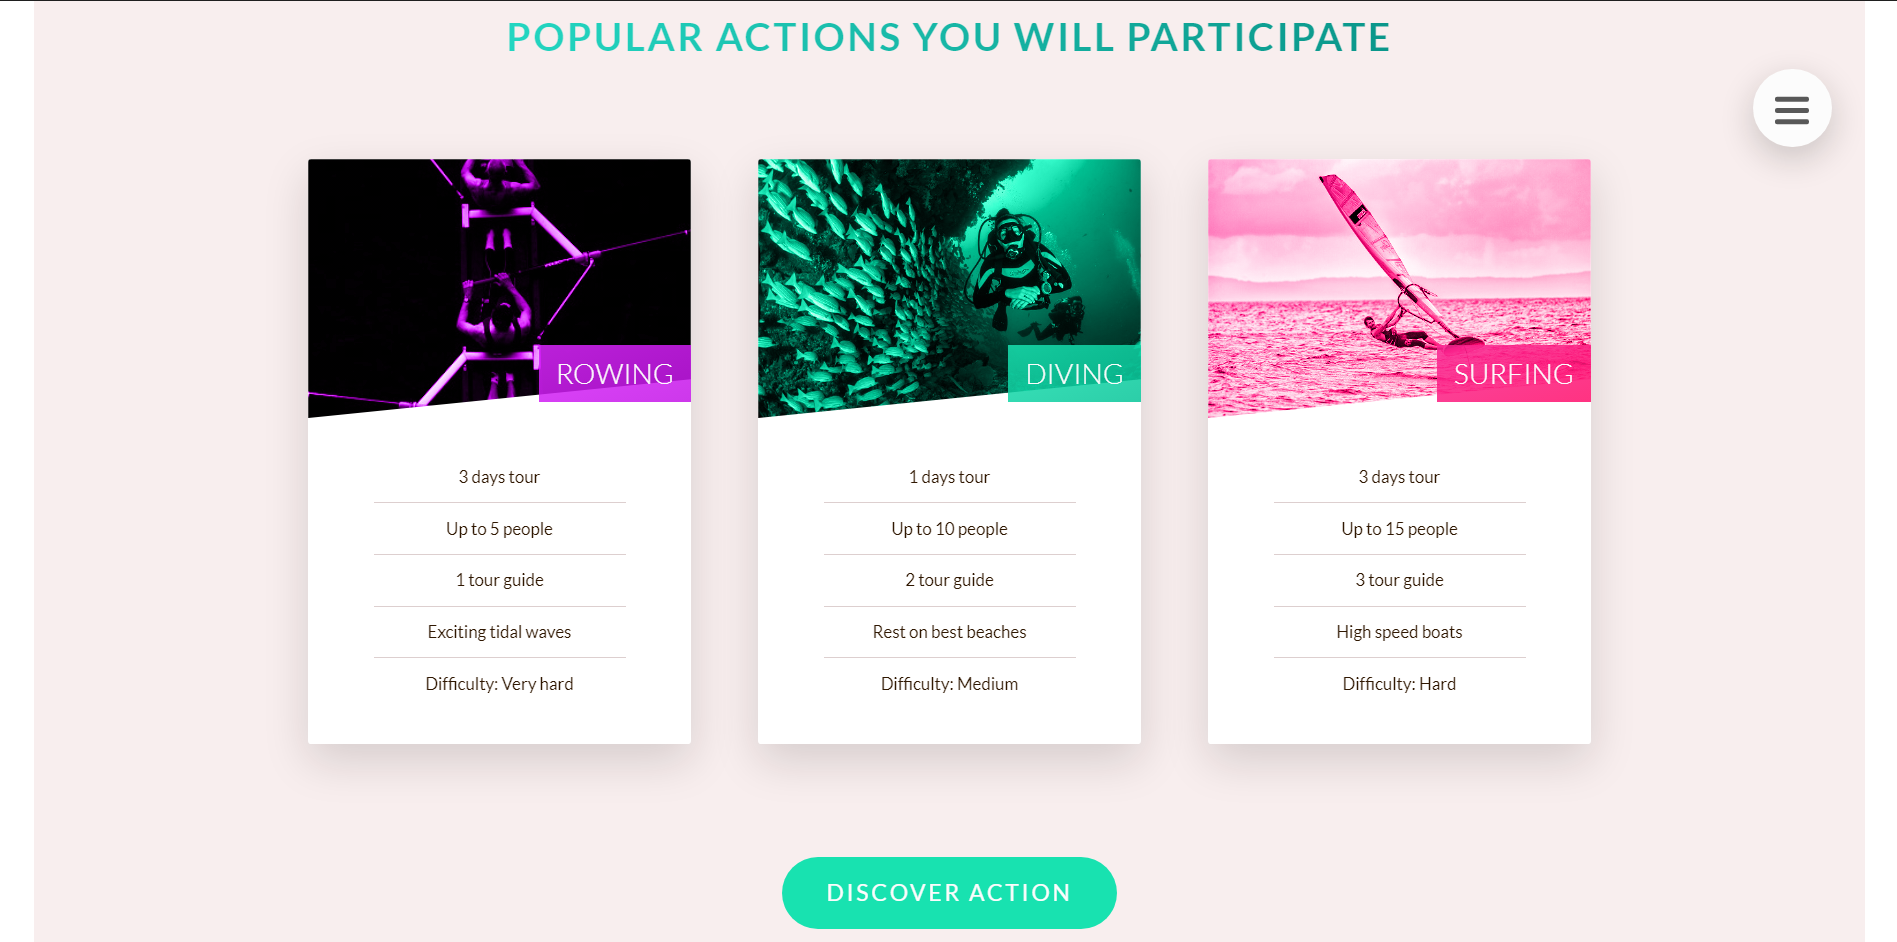 POPULAR ACTIONS YOU WILL PARTICIPATE
ROWING
3 days tour
Up to 5 people
1 tour guide
Exciting tidal waves
Difficulty: Very hard
DIVING
1 days tour
Up to 10 people
2 tour guide
Rest on best beaches
Difficulty: Medium
SURFING
3 days tour
Up to 15 people
3 tour guide
High speed boats
Difficulty: Hard
DISCOVER ACTION